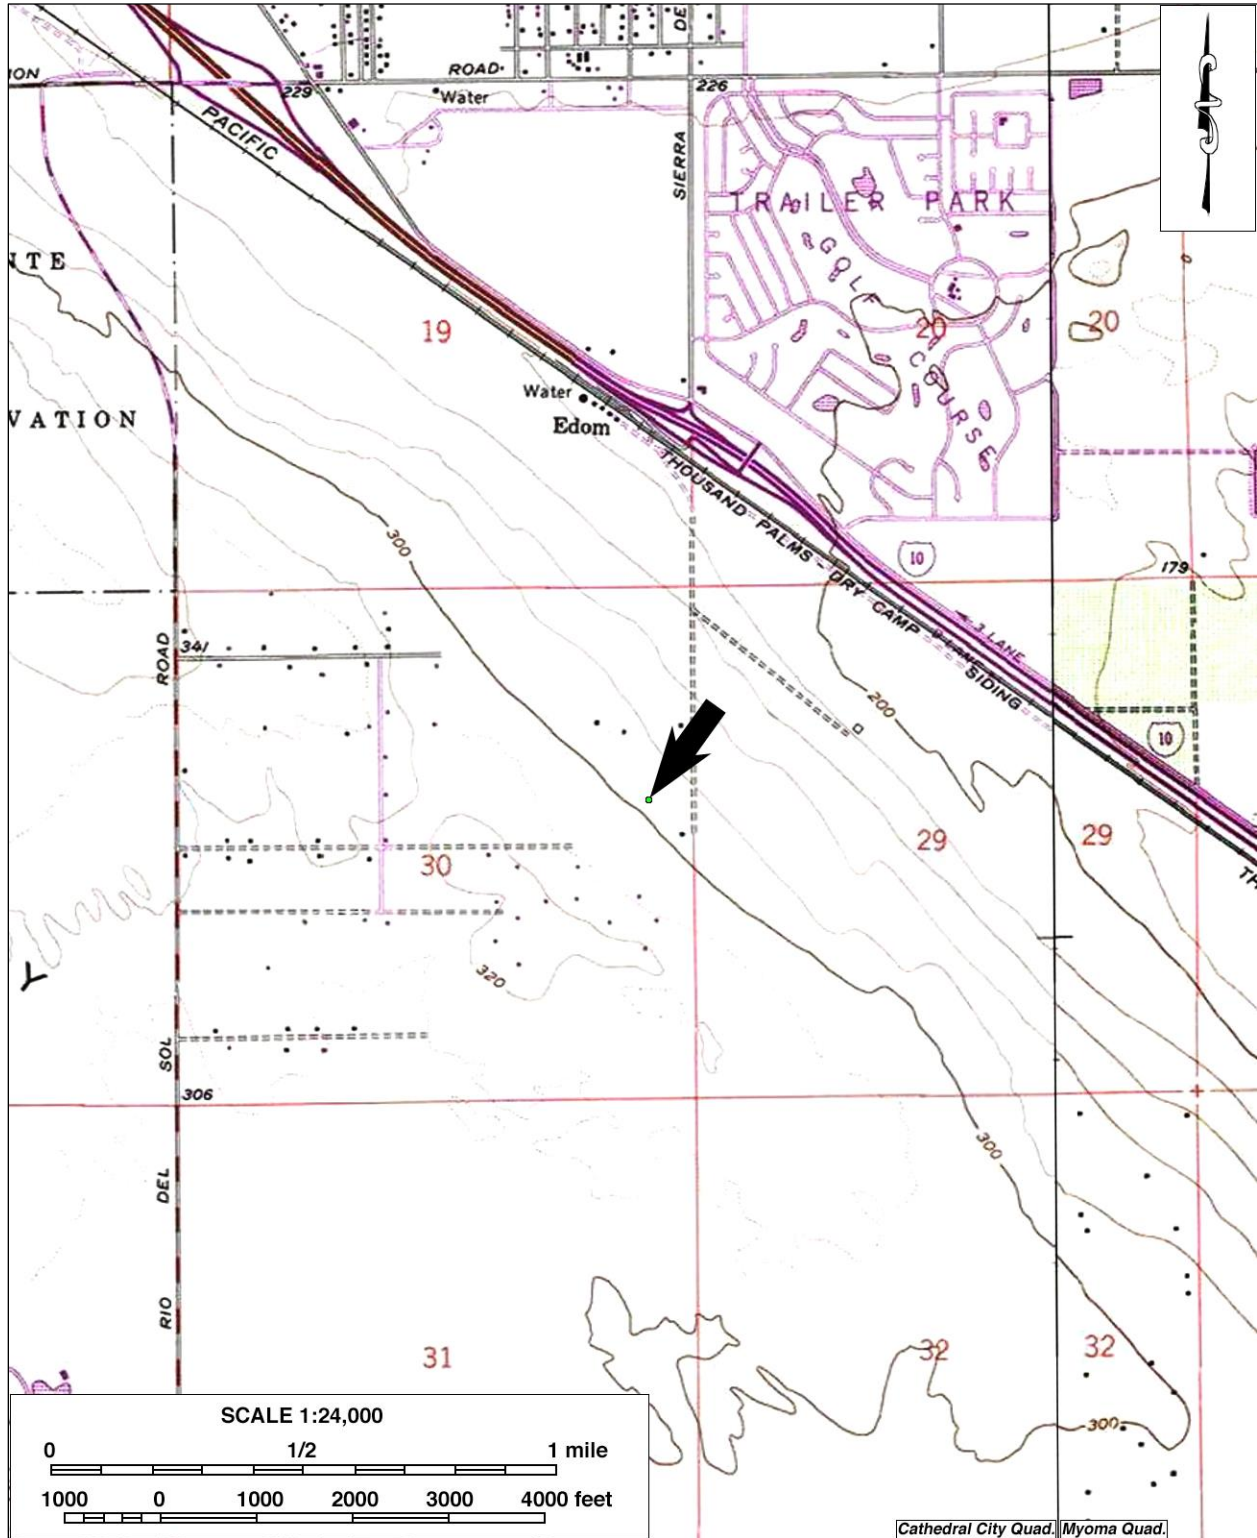 ION
ROAD
DE
229
Water
226
PACIFIC
SIERRA
TRAILER PARK
GOLF
COURSE
NTE
19
20
20
VATION
Water
Edom
THOUSAND PALMS - DRY CAMP
SIDING
10
3 LANE
179
300
341
ROAD
200
10
30
29
29
320
Y
SOL
306
300
DEL
RIO
31
32
32
300
SCALE 1:24,000
0 1/2 1 mile
1000 0 1000 2000 3000 4000 feet
Cathedral City Quad. Myoma Quad.